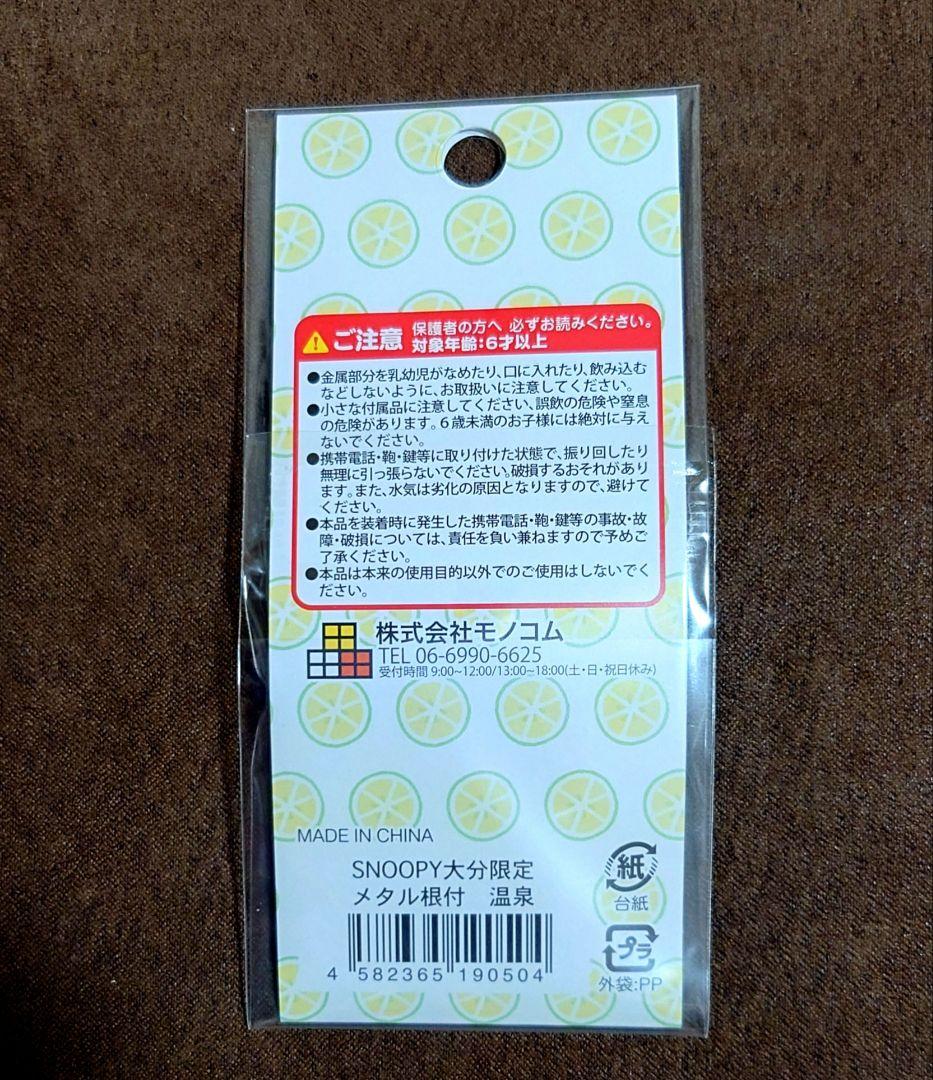 ご注意 保護者の方へ 必ずお読みください。
対象年齢:6才以上
●金属部分を乳幼児がなめたり、口に入れたり、飲み込む
などしないように、お取扱いに注意してください。
●小さな付属品に注意してください、誤飲の危険や窒息
の危険があります。6歳未満のお子様には絶対に与え
ないでください。
●携帯電話・鞄・鍵等に取り付けた状態で、振り回したり
無理に引っ張らないでください。破損するおそれがあり
ます。また、水気は劣化の原因となりますので、避けて
ください。
●本品を装着時に発生した携帯電話・鞄・鍵等の事故・故
障・破損については、責任を負い兼ねますので予めご
了承ください。
●本品は本来の使用目的以外でのご使用はしないでく
ださい。
株式会社モノコム
TEL 06-6990-6625
受付時間 9:00~12:00/13:00~18:00(土・日・祝日休み)
MADE IN CHINA
SNOOPY大分限定
メタル根付 温泉
4 582365 190504
紙
台紙
プラ
外袋:PP